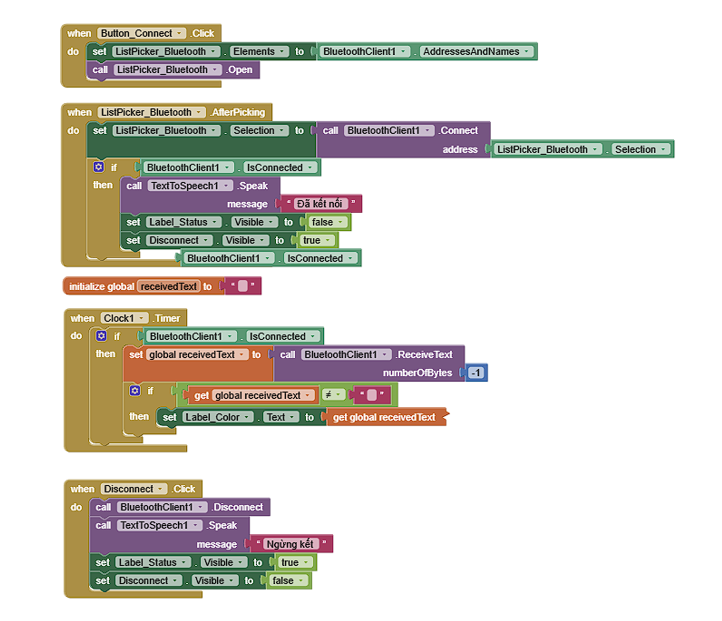 when Button_Connect .Click
do set ListPicker_Bluetooth . Elements to BluetoothClient1 . AddressesAndNames
call ListPicker_Bluetooth .Open
when ListPicker_Bluetooth .AfterPicking
do set ListPicker_Bluetooth . Selection to call BluetoothClient1 .Connect
address ListPicker_Bluetooth . Selection
if BluetoothClient1 . IsConnected
then call TextToSpeech1 .Speak
message “ Đã kết nối ”
set Label_Status . Visible to false
set Disconnect . Visible to true
BluetoothClient1 . IsConnected
initialize global receivedText to “ ”
when Clock1 .Timer
do if BluetoothClient1 . IsConnected
then set global receivedText to call BluetoothClient1 .ReceiveText
numberOfBytes -1
if get global receivedText ≠ “ ”
then set Label_Color . Text to get global receivedText
when Disconnect .Click
do call BluetoothClient1 .Disconnect
call TextToSpeech1 .Speak
message “ Ngừng kết ”
set Label_Status . Visible to true
set Disconnect . Visible to false